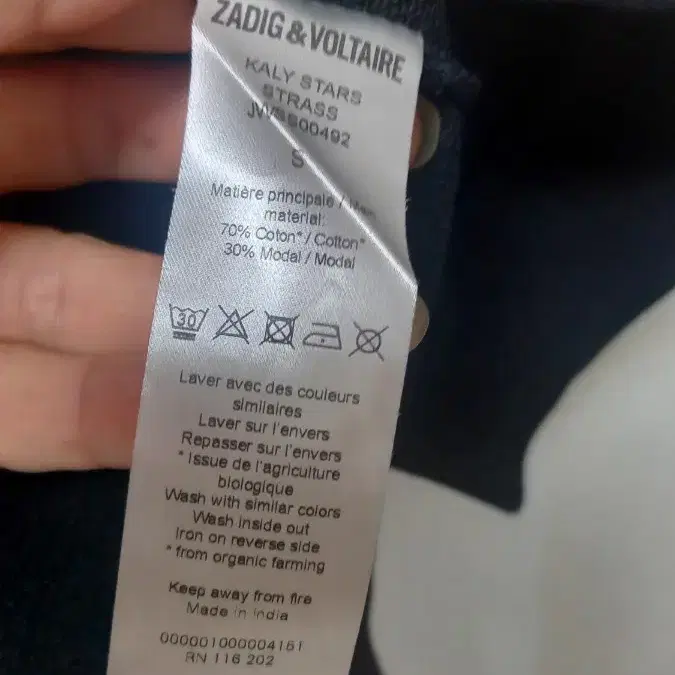 ZADIG & VOLTAIRE
KALY STARS
STRASS
JWSS00492
S
Matière principale /
material:
70% Coton* / Cotton*
30% Modal / Modal
30
Laver avec des couleurs
similaires
Laver sur l'envers
Repasser sur l'envers
* Issue de l'agriculture
biologique
Wash with similar colors
Wash inside out
Iron on reverse side
* from organic farming
Keep away from fire
Made in India
000001000004151
RN 116 202